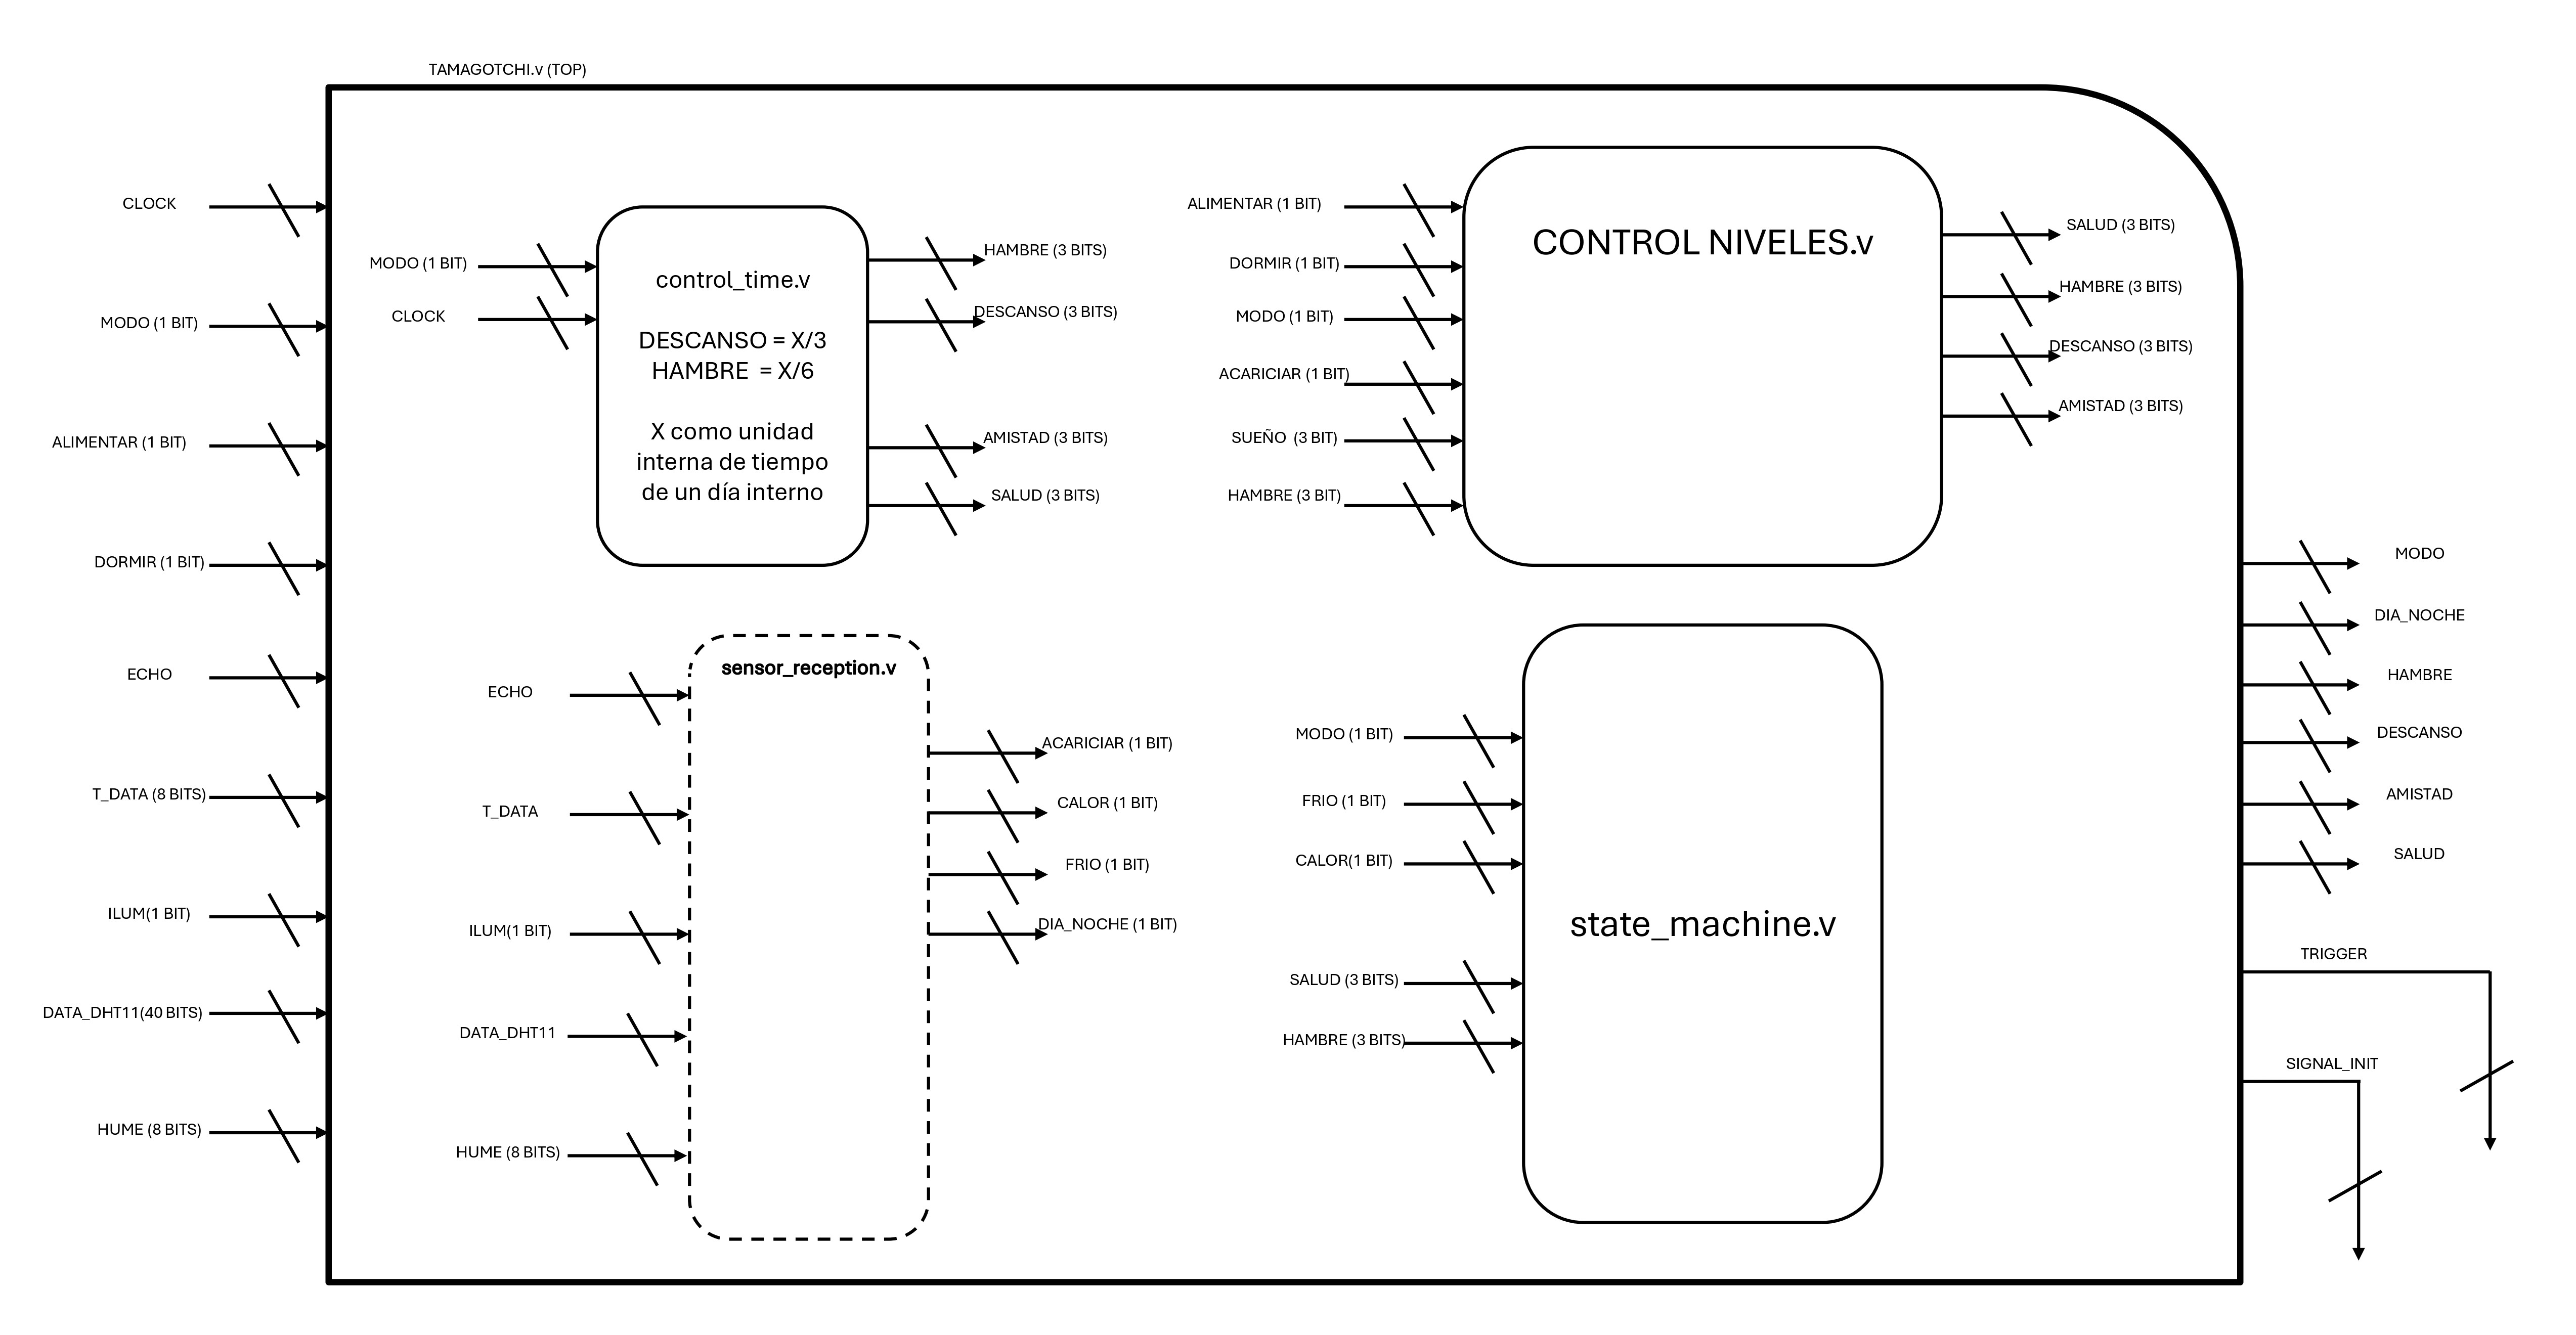 TAMAGOTCHI.v (TOP)
CLOCK
MODO (1 BIT)
ALIMENTAR (1 BIT)
DORMIR (1 BIT)
ECHO
T_DATA (8 BITS)
ILUM(1 BIT)
DATA_DHT11(40 BITS)
HUME (8 BITS)
MODO (1 BIT)
CLOCK
control_time.v
DESCANSO = X/3
HAMBRE = X/6
X como unidad
interna de tiempo
de un día interno
HAMBRE (3 BITS)
DESCANSO (3 BITS)
AMISTAD (3 BITS)
SALUD (3 BITS)
ALIMENTAR (1 BIT)
DORMIR (1 BIT)
MODO (1 BIT)
ACARICIAR (1 BIT)
SUEÑO (3 BIT)
HAMBRE (3 BIT)
CONTROL NIVELES.v
SALUD (3 BITS)
HAMBRE (3 BITS)
DESCANSO (3 BITS)
AMISTAD (3 BITS)
ECHO
T_DATA
ILUM(1 BIT)
DATA_DHT11
HUME (8 BITS)
sensor_reception.v
ACARICIAR (1 BIT)
CALOR (1 BIT)
FRIO (1 BIT)
DIA_NOCHE (1 BIT)
MODO (1 BIT)
FRIO (1 BIT)
CALOR(1 BIT)
SALUD (3 BITS)
HAMBRE (3 BITS)
state_machine.v
MODO
DIA_NOCHE
HAMBRE
DESCANSO
AMISTAD
SALUD
TRIGGER
SIGNAL_INIT